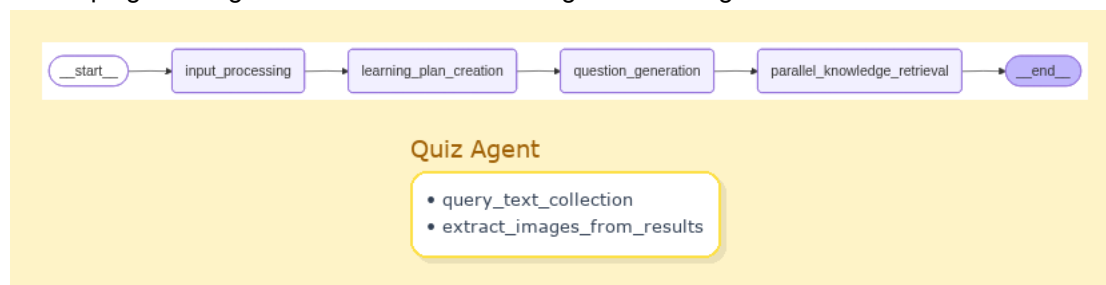 __start__ input_processing learning_plan_creation question_generation parallel_knowledge_retrieval __end__
Quiz Agent
• query_text_collection
• extract_images_from_results